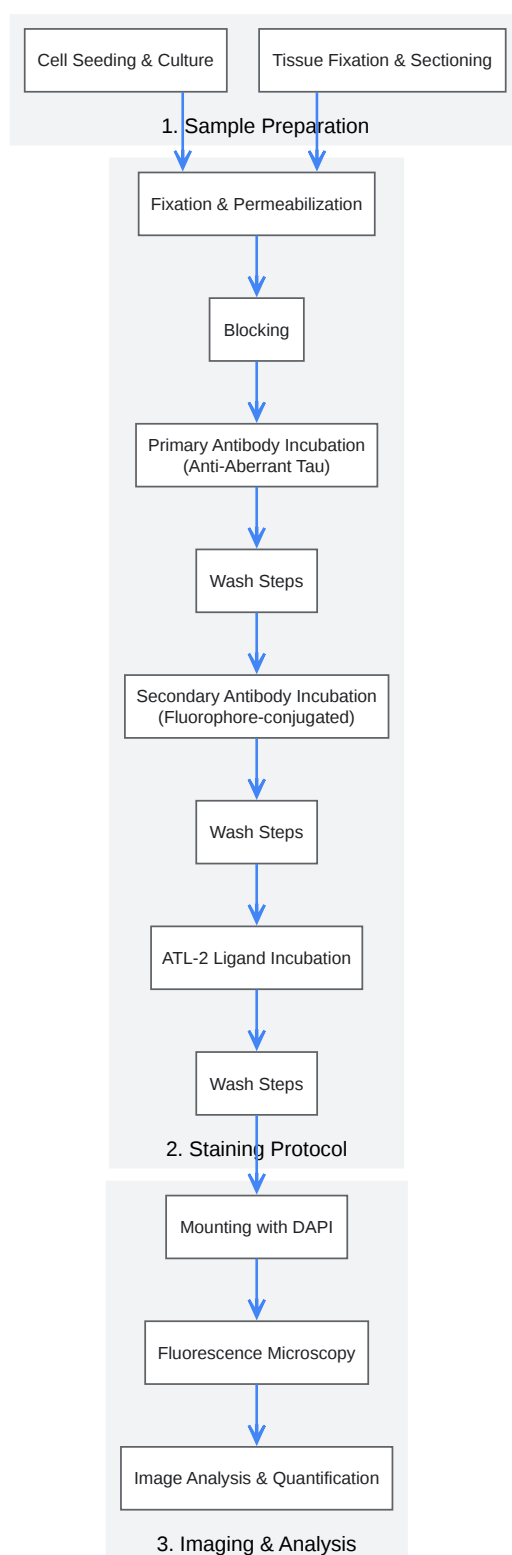 Cell Seeding & Culture
Tissue Fixation & Sectioning
1. Sample Preparation
Fixation & Permeabilization
Blocking
Primary Antibody Incubation
(Anti-Aberrant Tau)
Wash Steps
Secondary Antibody Incubation
(Fluorophore-conjugated)
Wash Steps
ATL-2 Ligand Incubation
Wash Steps
2. Staining Protocol
Mounting with DAPI
Fluorescence Microscopy
Image Analysis & Quantification
3. Imaging & Analysis